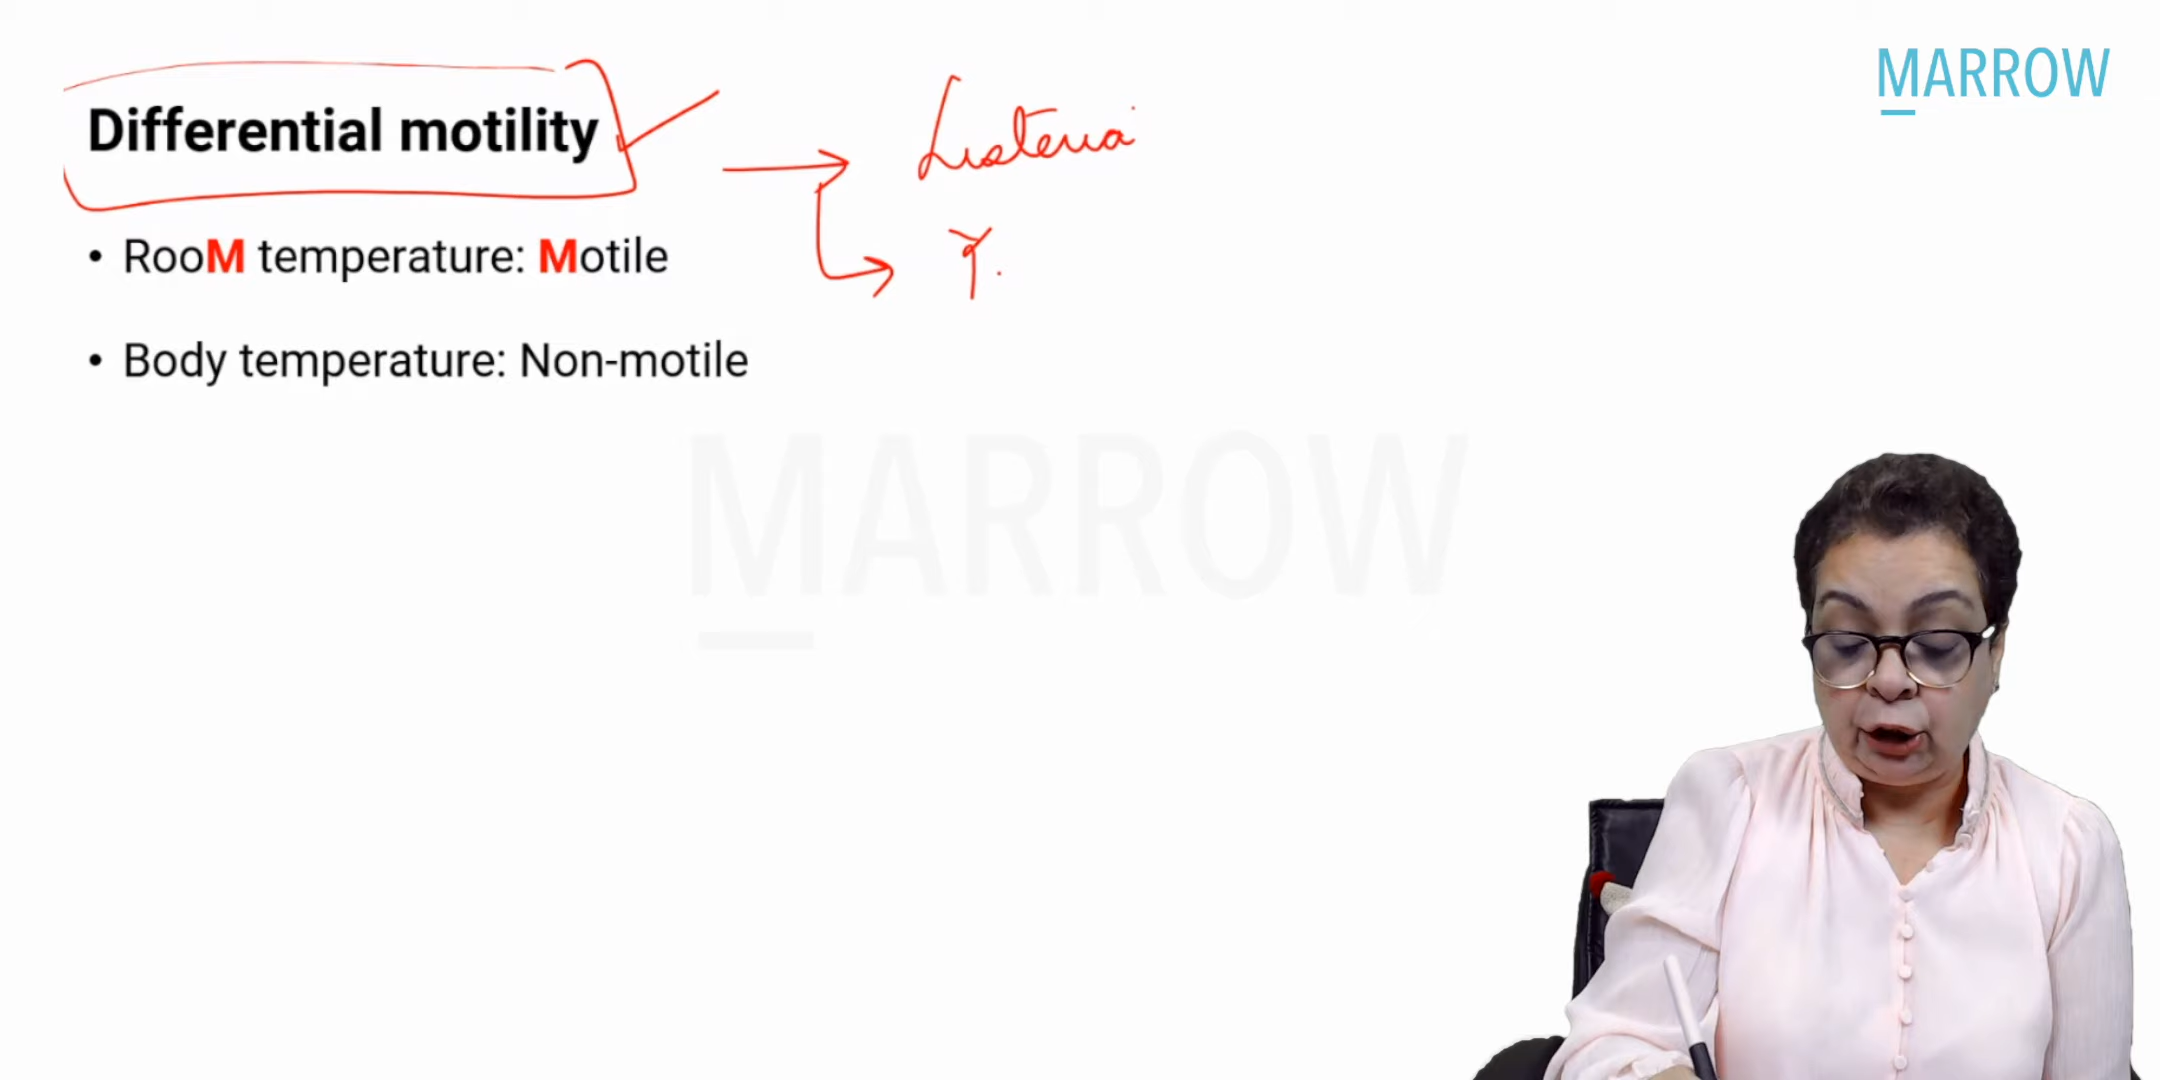 MARROW
Differential motility
Listeria
• RooM temperature: Motile
Y.
• Body temperature: Non-motile
MARROW